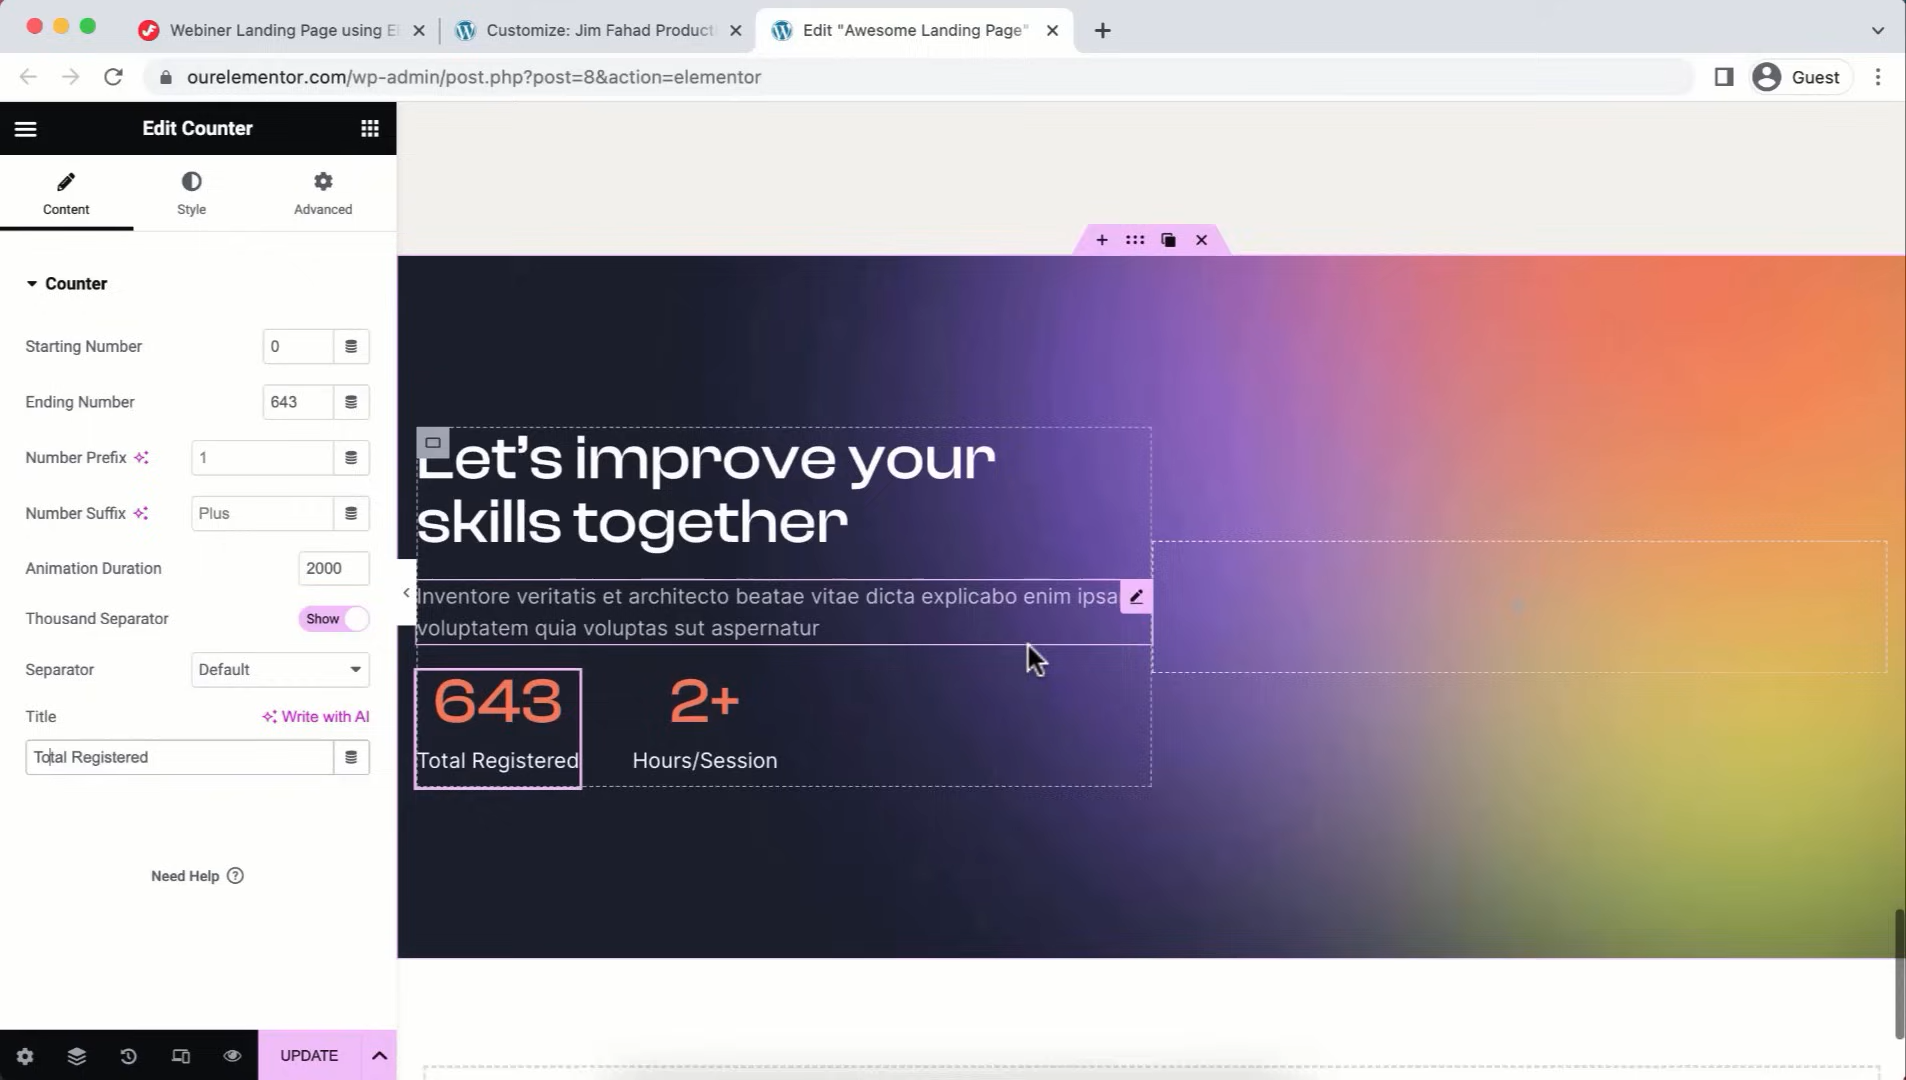 Webiner Landing Page using El
Customize: Jim Fahad Product
Edit "Awesome Landing Page"
ourelementor.com/wp-admin/post.php?post=8&action=elementor
Guest
Edit Counter
Content
Style
Advanced
Counter
Starting Number
0
Ending Number
643
Number Prefix
1
Number Suffix
Plus
Animation Duration
2000
Thousand Separator
Show
Separator
Default
Title
Write with AI
Total Registered
Need Help
UPDATE
Let's improve your
skills together
Inventore veritatis et architecto beatae vitae dicta explicabo enim ipsa
voluptatem quia voluptas sut aspernatur
643
2+
Total Registered
Hours/Session